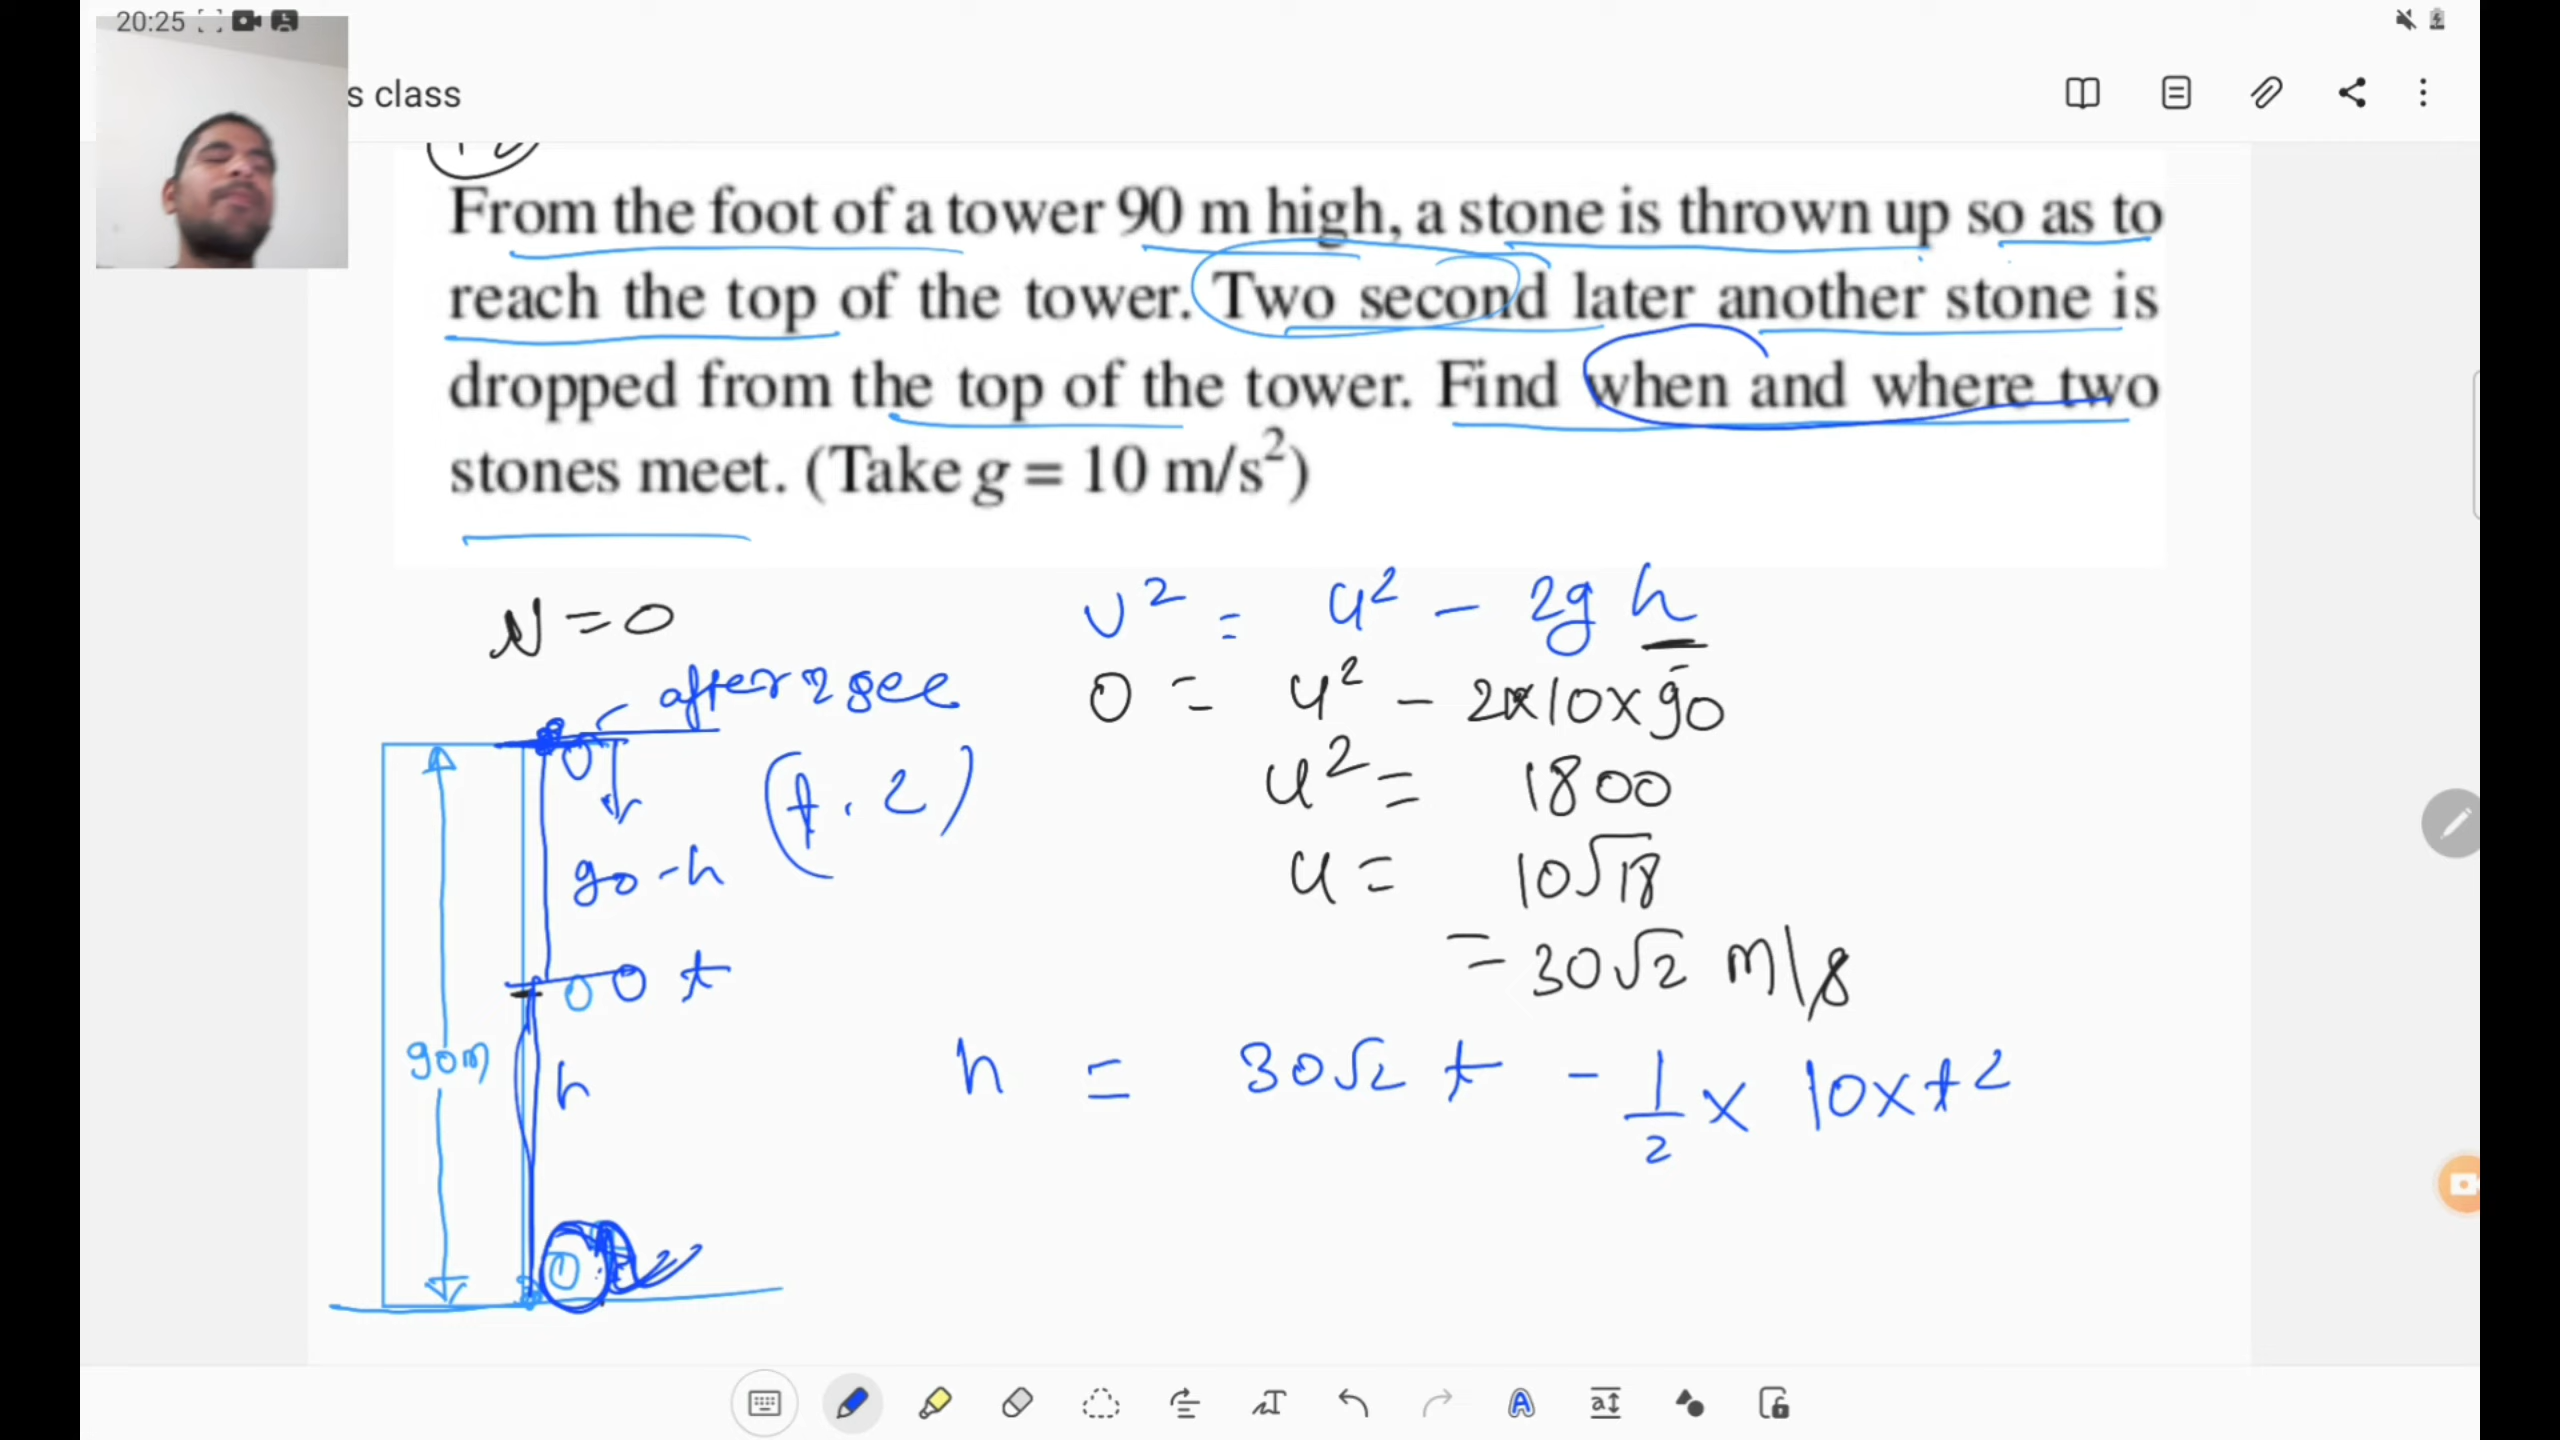 20:25
s class
From the foot of a tower 90 m high, a stone is thrown up so as to
reach the top of the tower. Two second later another stone is
dropped from the top of the tower. Find when and where two
stones meet. (Take g = 10 m/s²)
v = 0
v² = u² - 2gh
after 2 sec
0 = u² - 2×10×90
(t - 2)
u² = 1800
90 - h
u = 10√18
t
= 30√2 m/s
90m
h
h = 30√2 t - 1/2 × 10×t²